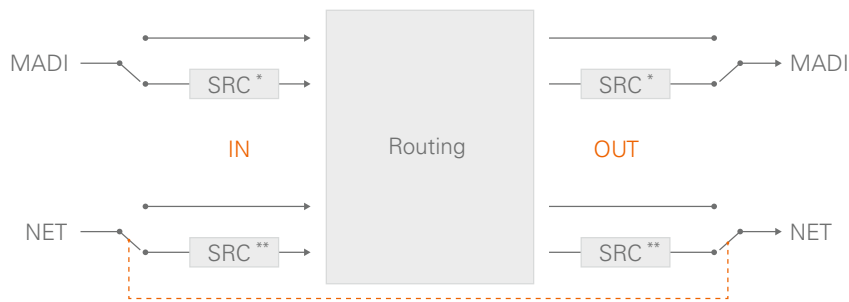 MADI
SRC *
SRC *
MADI
IN
Routing
OUT
NET
SRC **
SRC **
NET